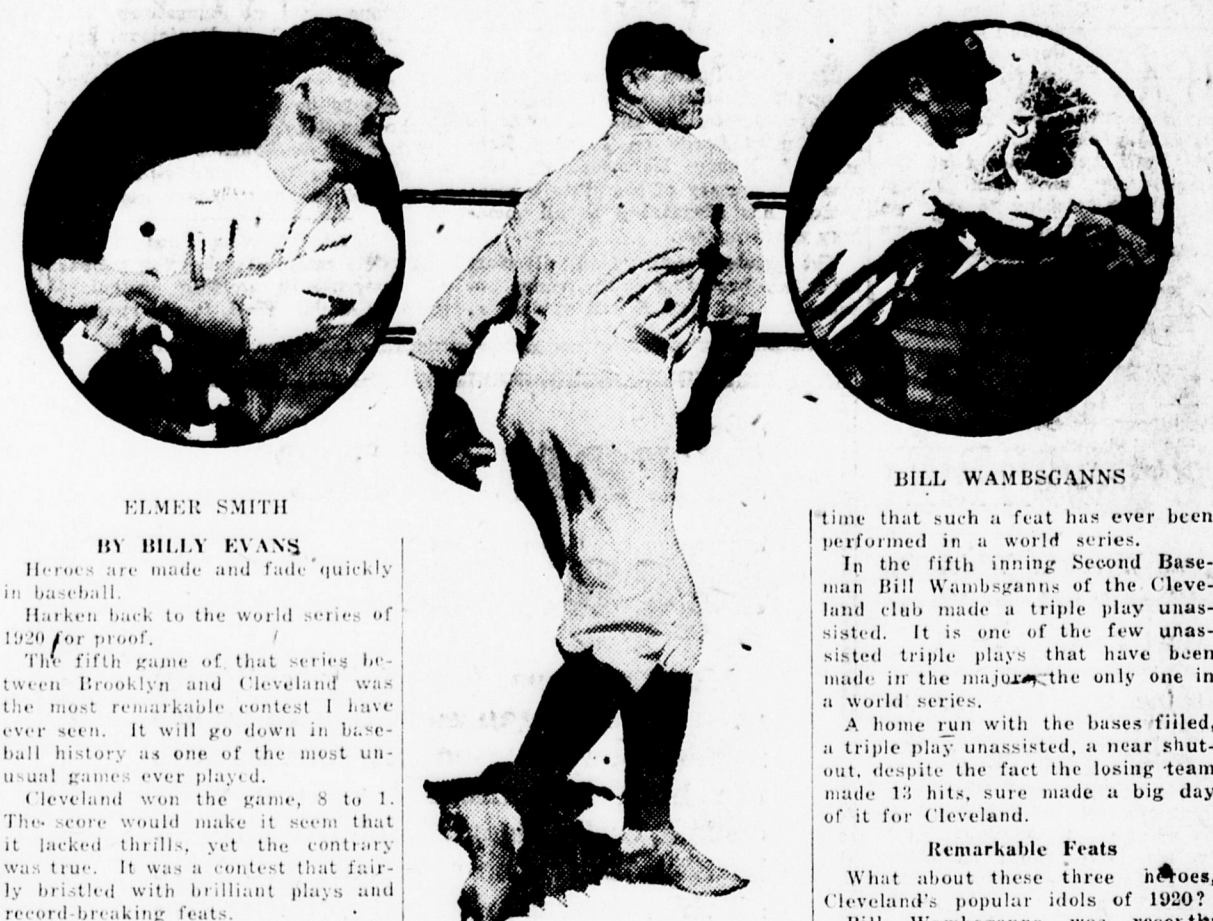 ELMER SMITH
BY BILLY EVANS
Heroes are made and fade quickly
in baseball.
Harken back to the world series of
1920 for proof.
The fifth game of that series be-
tween Brooklyn and Cleveland was
the most remarkable contest I have
ever seen. It will go down in base-
ball history as one of the most un-
usual games ever played.
Cleveland won the game, 8 to 1.
The score would make it seem that
it lacked thrills, yet the contrary
was true. It was a contest that fair-
ly bristled with brilliant plays and
record-breaking feats.
BILL WAMBSGANNS
time that such a feat has ever been
performed in a world series.
In the fifth inning Second Base-
man Bill Wambsganns of the Cleve-
land club made a triple play unas-
sisted. It is one of the few unas-
sisted triple plays that have been
made in the majors, the only one in
a world series.
A home run with the bases fiilled,
a triple play unassisted, a near shut-
out, despite the fact the losing team
made 13 hits, sure made a big day
of it for Cleveland.
Remarkable Feats
What about these three heroes,
Cleveland's popular idols of 1920?
Bill Wambsganns was